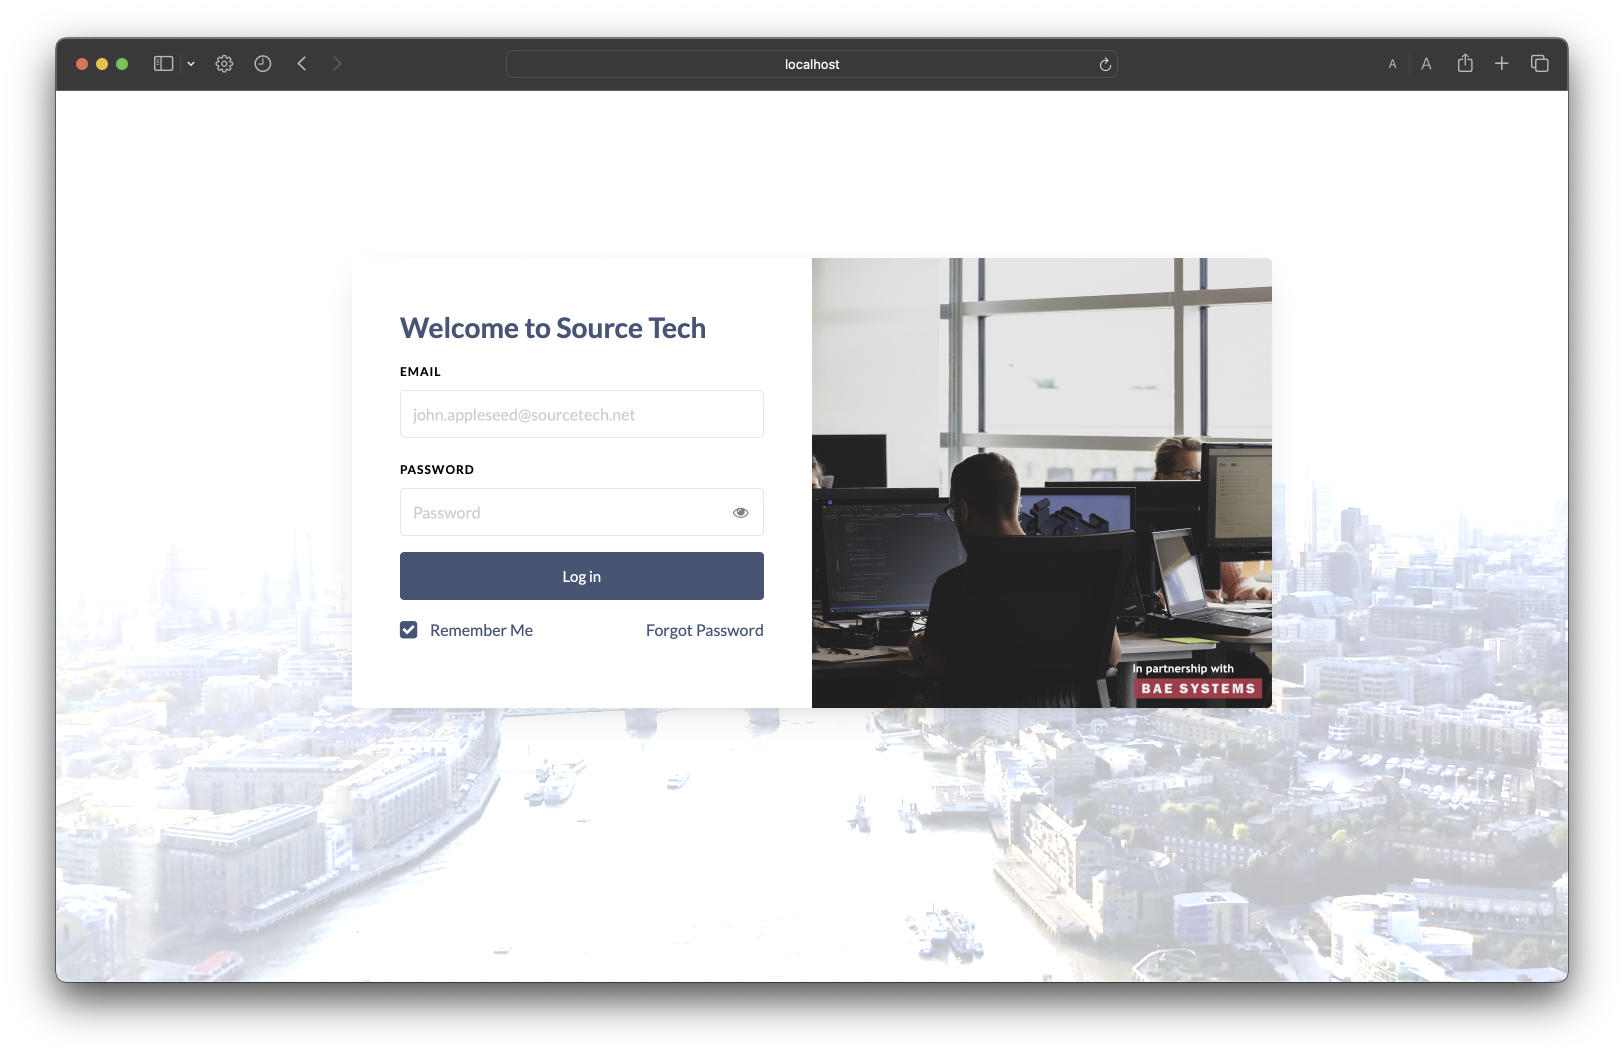 localhost
A
A
Welcome to Source Tech
EMAIL
john.appleseed@sourcetech.net
PASSWORD
Password
Log in
Remember Me
Forgot Password
In partnership with
BAE SYSTEMS